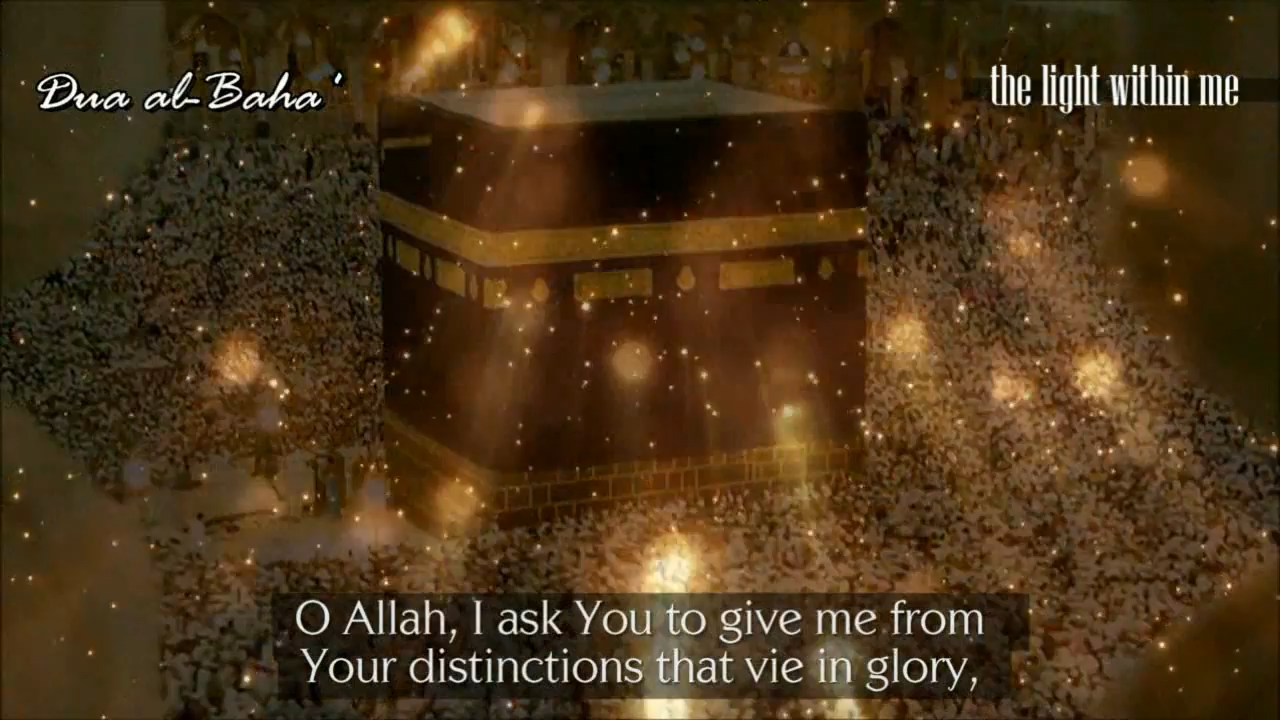 Dua al-Baha'
the light within me
O Allah, I ask You to give me from
Your distinctions that vie in glory,